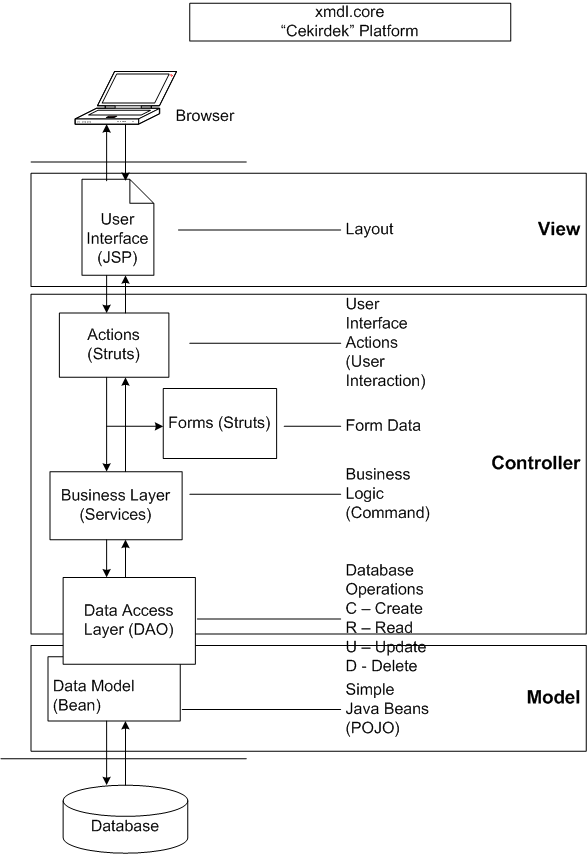 xmdl.core
“Cekirdek” Platform
Browser
User
Interface
(JSP)
Layout
View
Actions
(Struts)
User
Interface
Actions
(User
Interaction)
Forms (Struts)
Form Data
Controller
Business Layer
(Services)
Business
Logic
(Command)
Data Access
Layer (DAO)
Database
Operations
C – Create
R – Read
U – Update
D - Delete
Data Model
(Bean)
Simple
Java Beans
(POJO)
Model
Database